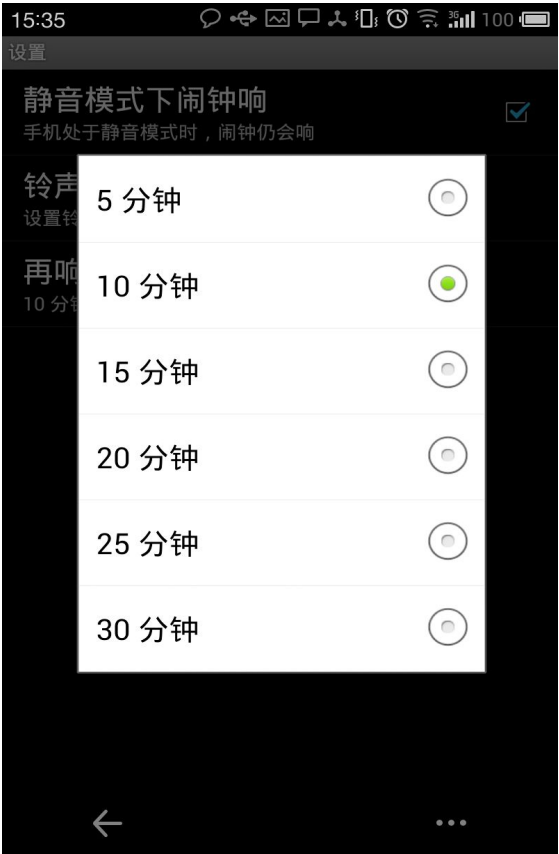 15:35
3G
100
设置
静音模式下闹钟响
手机处于静音模式时，闹钟仍会响
铃声
设置铃
再响
10 分
5 分钟
10 分钟
15 分钟
20 分钟
25 分钟
30 分钟